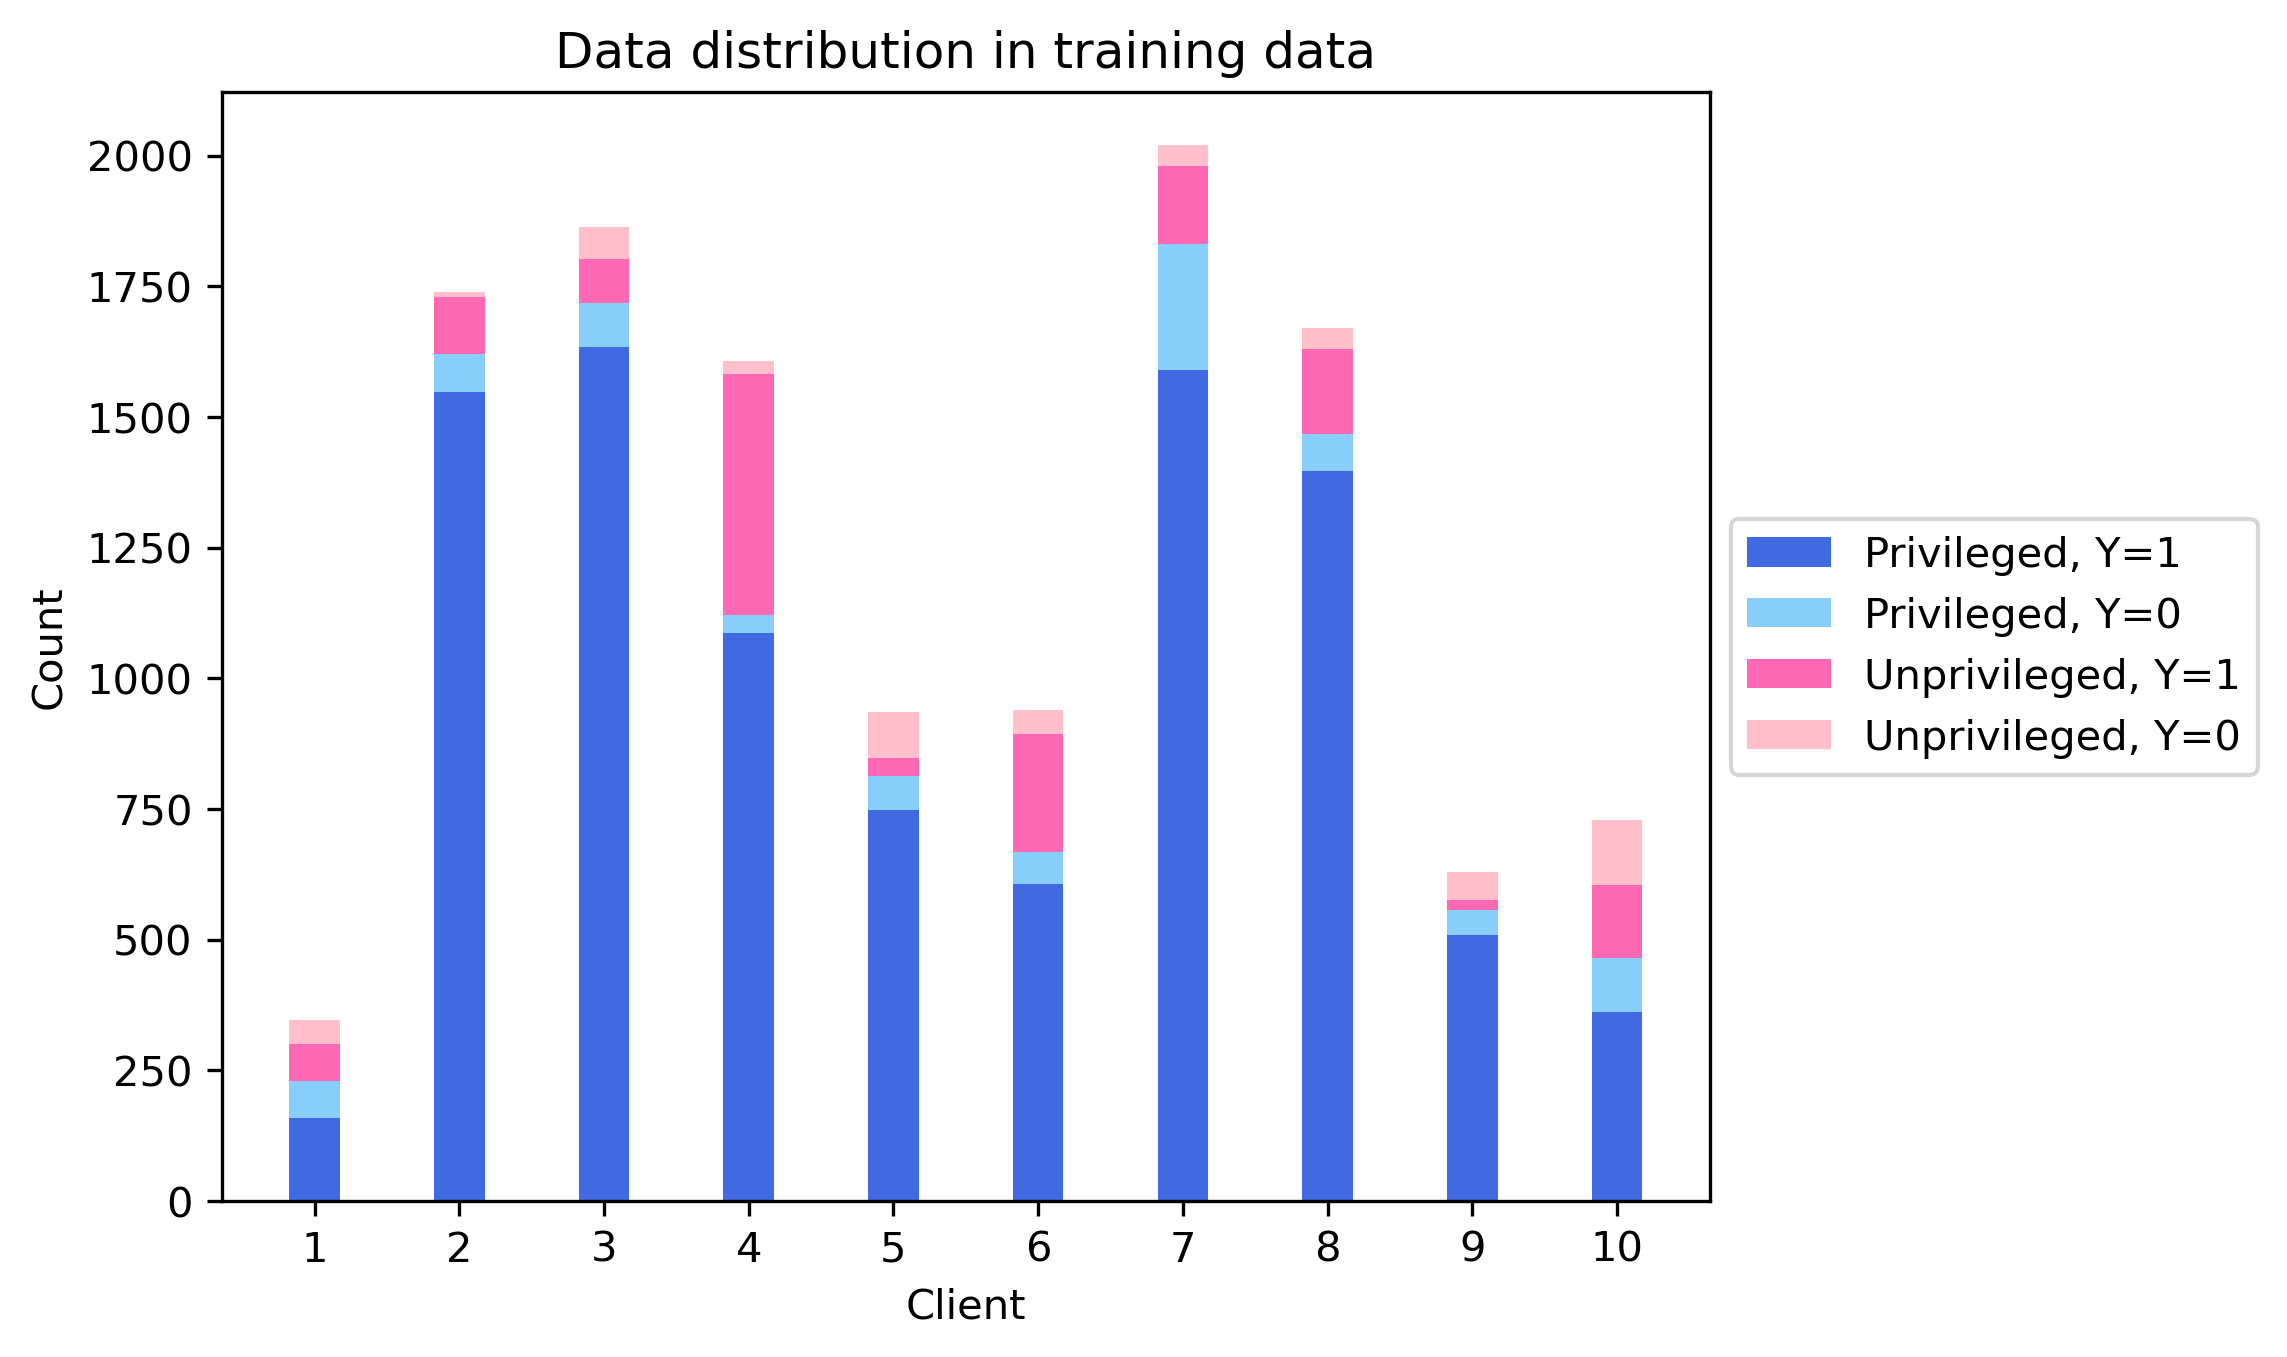 Data distribution in training data
2000
1750
1500
1250
1000
750
500
250
0
Count
1 2 3 4 5 6 7 8 9 10
Client
Privileged, Y=1
Privileged, Y=0
Unprivileged, Y=1
Unprivileged, Y=0